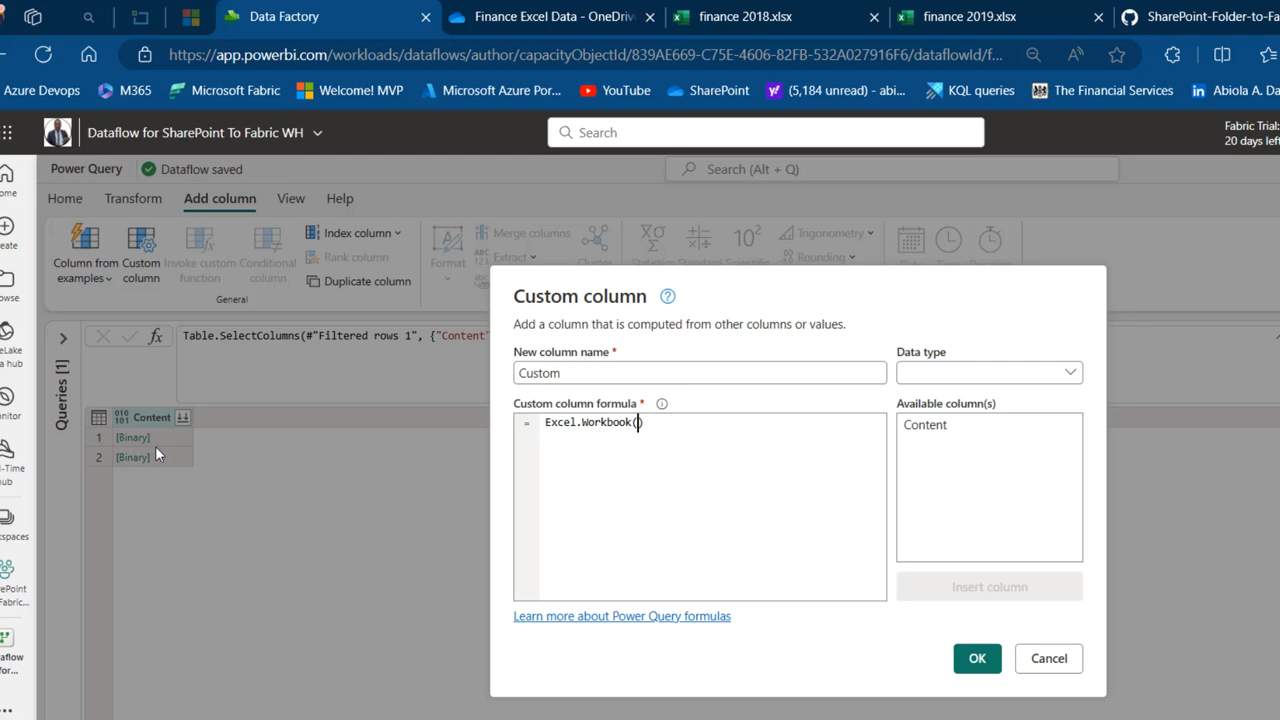 Data Factory
Finance Excel Data - OneDriv
finance 2018.xlsx
finance 2019.xlsx
SharePoint-Folder-to-Fa
https://app.powerbi.com/workloads/dataflows/author/capacityObjectId/839AE669-C75E-4606-82FB-532A027916F6/dataflowId/f...
Azure Devops
M365
Microsoft Fabric
Welcome! MVP
Microsoft Azure Por...
YouTube
SharePoint
(5,184 unread) - abi...
KQL queries
The Financial Services
Abiola A. Da
Dataflow for SharePoint To Fabric WH
Search
Fabric Trial:
20 days left
Power Query
Dataflow saved
Search (Alt + Q)
Home
Transform
Add column
View
Help
Column from
examples
Custom
column
Invoke custom
function
Conditional
column
Index column
Rank column
Duplicate column
General
Format
Merge columns
Extract
Cluster
Statistics
Standard
Scientific
10²
Trigonometry
Rounding
Table.SelectColumns(#"Filtered rows 1", {"Content"
Queries [1]
Content
1 [Binary]
2 [Binary]
Custom column
Add a column that is computed from other columns or values.
New column name *
Custom
Data type
Custom column formula *
= Excel.Workbook()
Available column(s)
Content
Insert column
Learn more about Power Query formulas
OK
Cancel